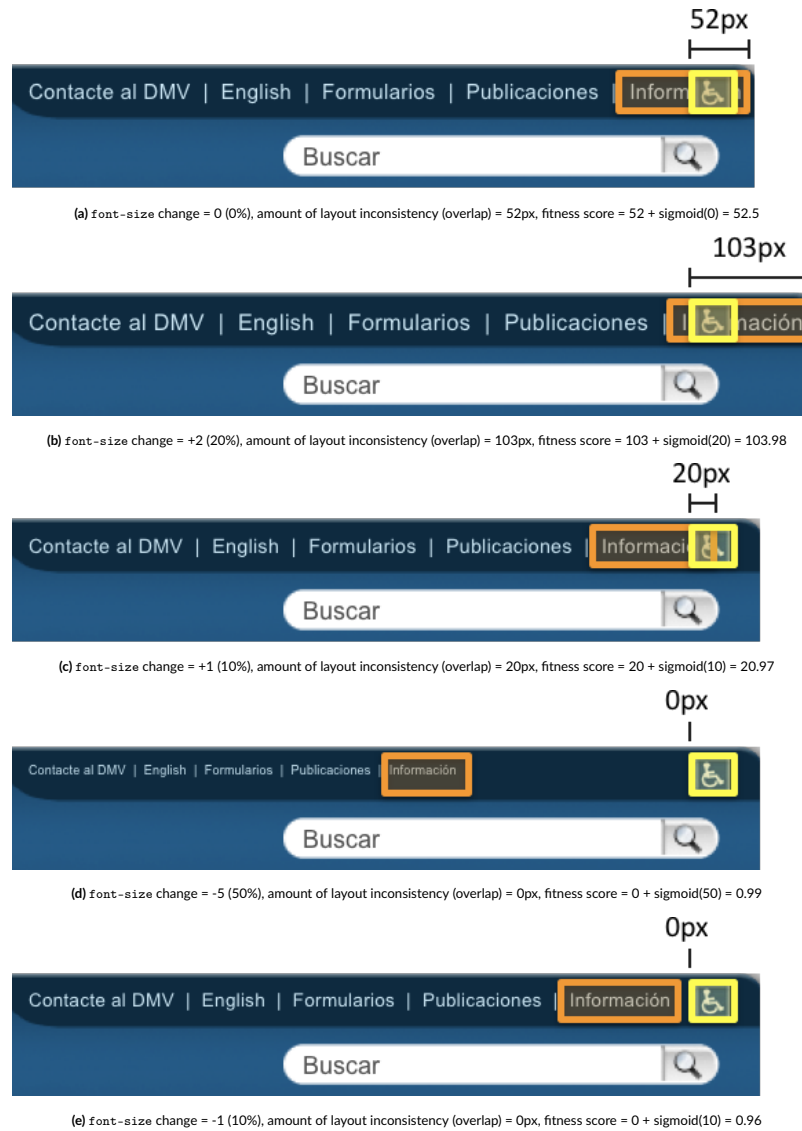 52px
Contacte al DMV | English | Formularios | Publicaciones | Inform n
Buscar
(a) font-size change = 0 (0%), amount of layout inconsistency (overlap) = 52px, fitness score = 52 + sigmoid(0) = 52.5
103px
Contacte al DMV | English | Formularios | Publicaciones | I mación
Buscar
(b) font-size change = +2 (20%), amount of layout inconsistency (overlap) = 103px, fitness score = 103 + sigmoid(20) = 103.98
20px
Contacte al DMV | English | Formularios | Publicaciones | Informaci
Buscar
(c) font-size change = +1 (10%), amount of layout inconsistency (overlap) = 20px, fitness score = 20 + sigmoid(10) = 20.97
0px
Contacte al DMV | English | Formularios | Publicaciones | Información
Buscar
(d) font-size change = -5 (50%), amount of layout inconsistency (overlap) = 0px, fitness score = 0 + sigmoid(50) = 0.99
0px
Contacte al DMV | English | Formularios | Publicaciones | Información
Buscar
(e) font-size change = -1 (10%), amount of layout inconsistency (overlap) = 0px, fitness score = 0 + sigmoid(10) = 0.96